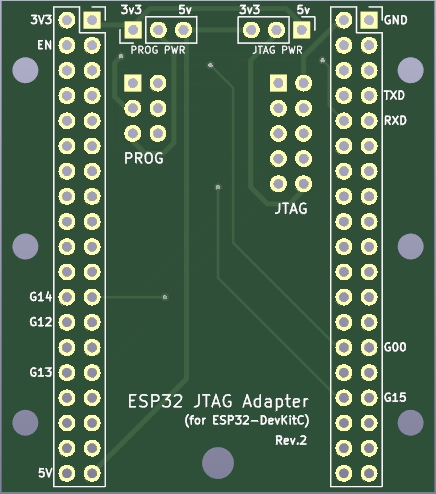 3v3 5v 3v3 5v
3V3 GND
EN PROG PWR JTAG PWR
TXD
RXD
PROG
JTAG
G14
G12
G00
G13
G15
ESP32 JTAG Adapter
(for ESP32-DevKitC)
Rev.2
5V